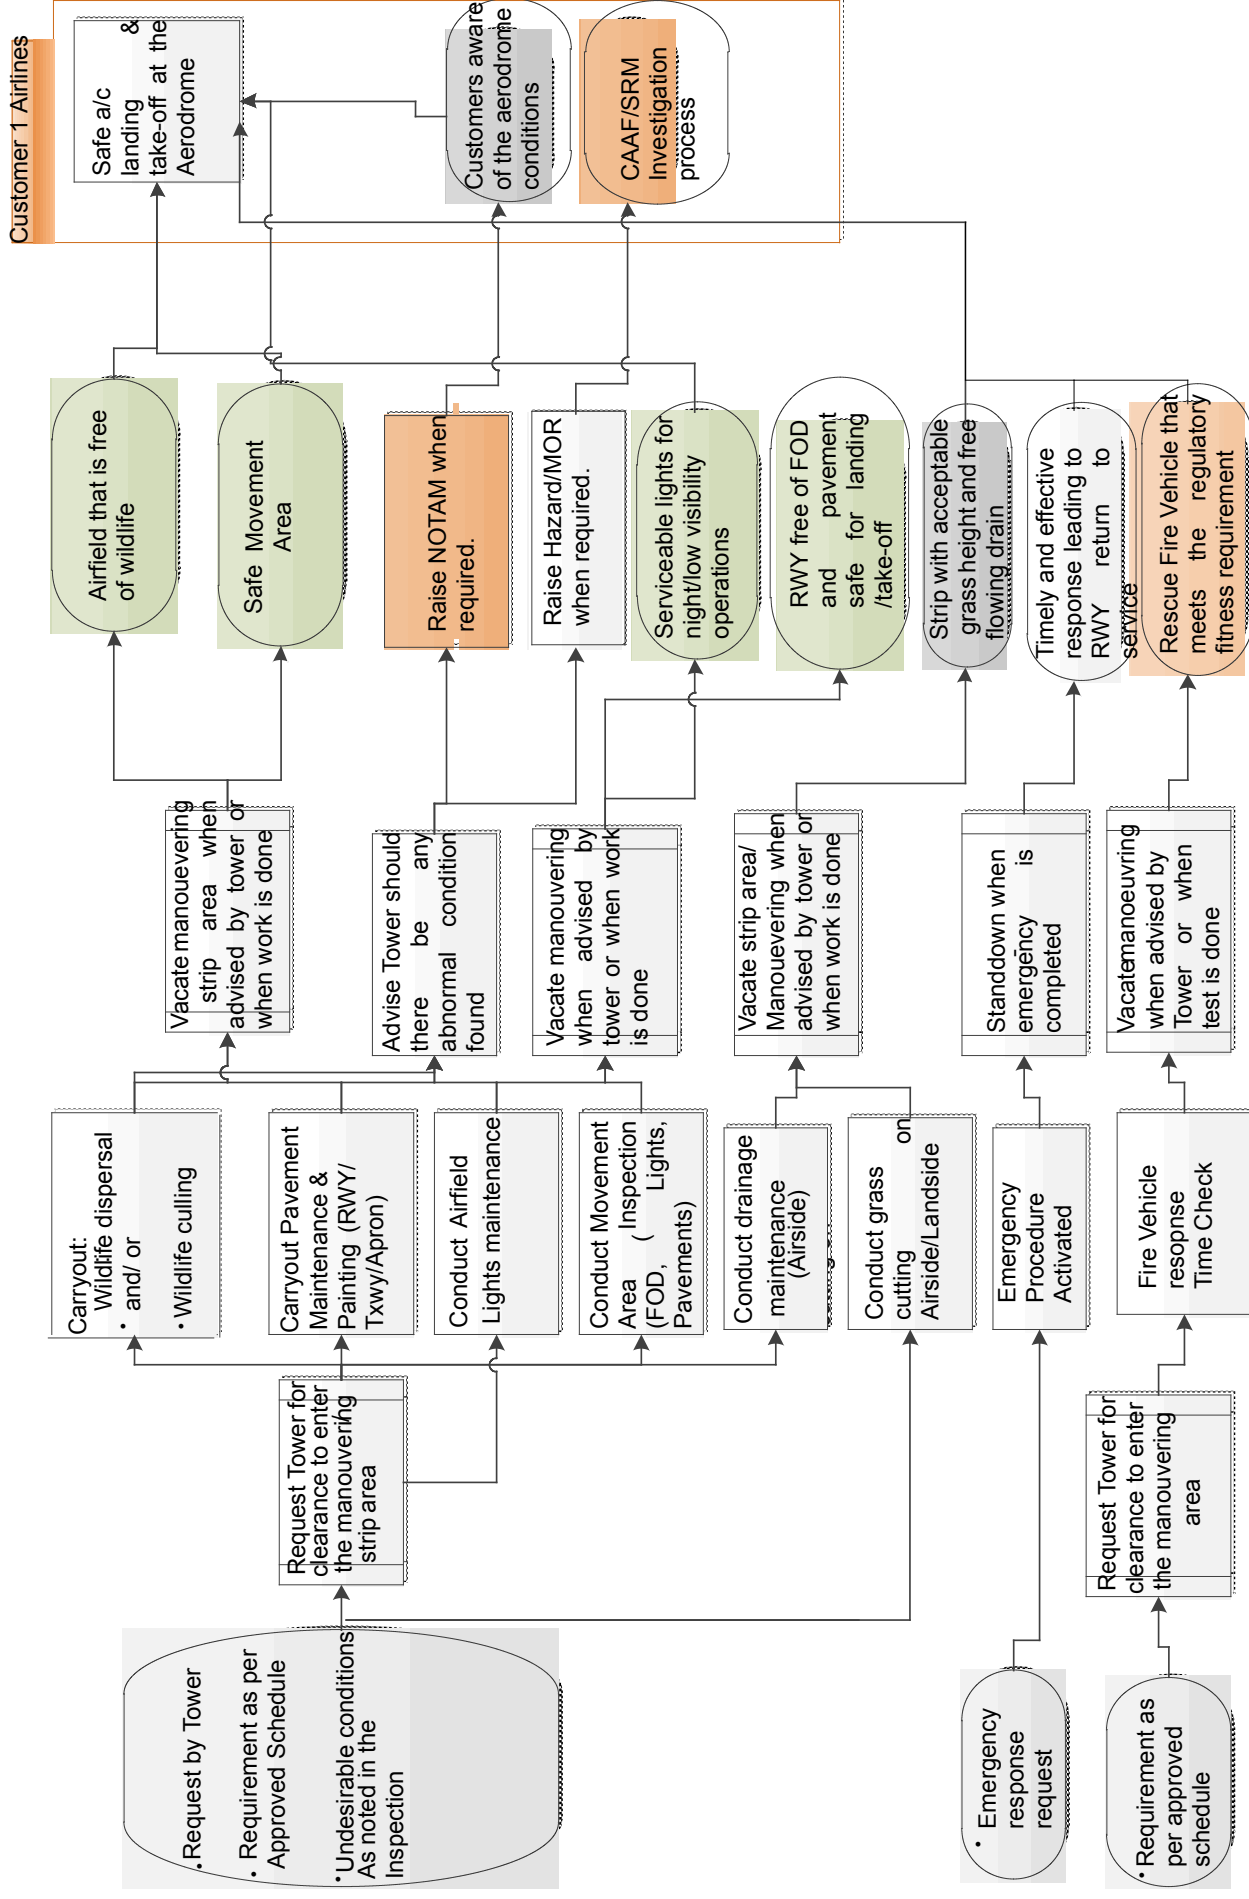 Customer 1 Airlines
• Request by Tower
• Requirement as per
Approved Schedule
• Undesirable conditions
As noted in the
Inspection
Request Tower for
clearance to enter
the manouvering
strip area
Carryout:
Wildlife dispersal
• and/ or
• Wildlife culling
Carryout Pavement
Maintenance &
Painting (RWY/
Txwy/Apron)
Conduct Airfield
Lights maintenance
Conduct Movement
Area ( Inspection
(FOD, ( Lights,
Pavements)
Conduct drainage
maintenance
(Airside)
Conduct grass
cutting on
Airside/Landside
Vacate manouevering
strip area when
advised by tower or
when work is done
Advise Tower should
there be any
abnormal condition
found
Vacate manouvering
when advised by
tower or when work
is done
Vacate strip area/
Manouevering when
advised by tower or
when work is done
Airfield that is free
of wildlife
Safe Movement
Area
Raise NOTAM when
required.
Raise Hazard/MOR
when required.
Serviceable lights for
night/low visibility
operations
RWY free of FOD
and pavement
safe for landing
/take-off
Strip with acceptable
grass height and free
flowing drain
Safe a/c
landing &
take-off at the
Aerodrome
Customers aware
of the aerodrome
conditions
CAAF/SRM
Investigation
process
• Emergency
response
request
Emergency
Procedure
Activated
Standdown when
emergency is
completed
Timely and effective
response leading to
RWY return to
service
• Requirement as
per approved
schedule
Request Tower for
clearance to enter
the manouvering
area
Fire Vehicle
resoponse
Time Check
Vacatemanoeuvring
when advised by
Tower or when
test is done
Rescue Fire Vehicle that
meets the regulatory
fitness requirement